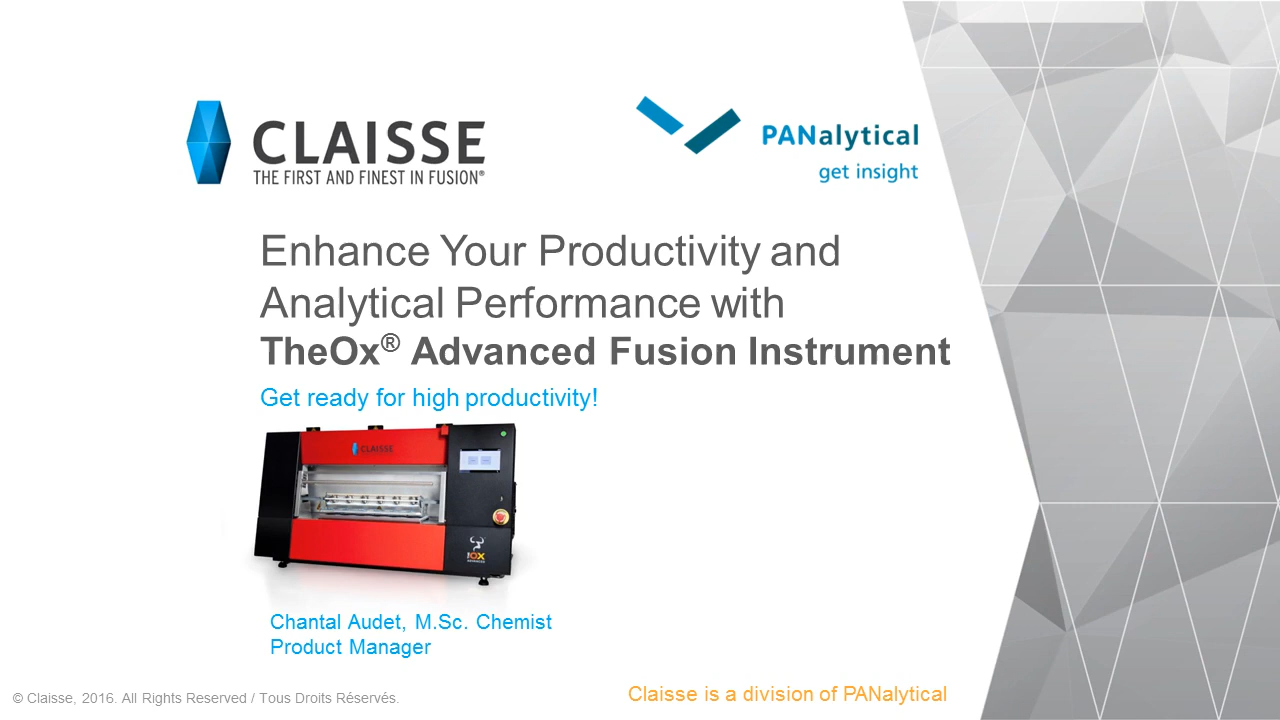 CLAISSE
THE FIRST AND FINEST IN FUSION®
PANalytical
get insight
Enhance Your Productivity and
Analytical Performance with
TheOx® Advanced Fusion Instrument
Get ready for high productivity!
CLAISSE
OX
ADVANCED
Chantal Audet, M.Sc. Chemist
Product Manager
© Claisse, 2016. All Rights Reserved / Tous Droits Réservés.
Claisse is a division of PANalytical